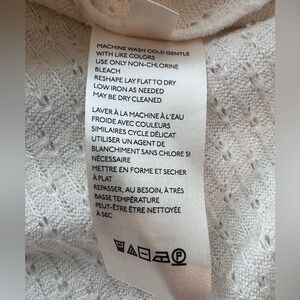 MACHINE WASH COLD GENTLE
WITH LIKE COLORS
USE ONLY NON-CHLORINE
BLEACH
RESHAPE LAY FLAT TO DRY
LOW IRON AS NEEDED
MAY BE DRY CLEANED
LAVER À LA MACHINE À L'EAU
FROIDE AVEC COULEURS
SIMILAIRES CYCLE DÉLICAT
UTILISER UN AGENT DE
BLANCHIMENT SANS CHLORE SI
NÉCESSAIRE
METTRE EN FORME ET SÉCHER
À PLAT
REPASSER, AU BESOIN, À TRÈS
BASSE TEMPÉRATURE
PEUT-ÊTRE ÊTRE NETTOYÉE
À SEC
P